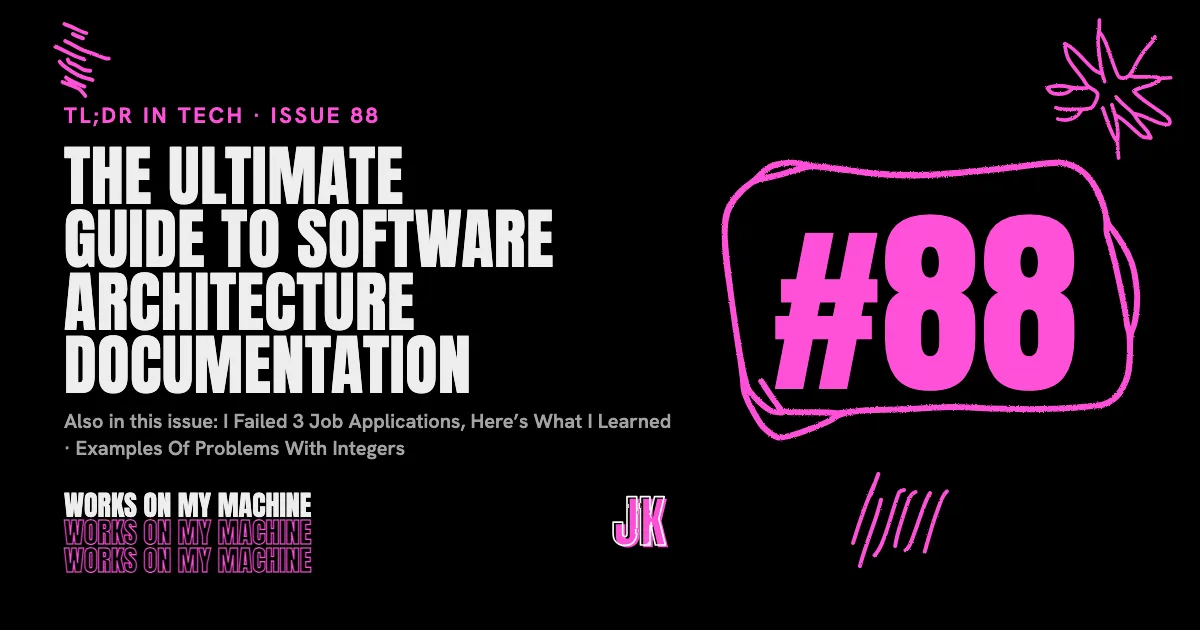 TL;DR IN TECH · ISSUE 88
THE ULTIMATE
GUIDE TO SOFTWARE
ARCHITECTURE
DOCUMENTATION
Also in this issue: I Failed 3 Job Applications, Here’s What I Learned
· Examples Of Problems With Integers
WORKS ON MY MACHINE
WORKS ON MY MACHINE
WORKS ON MY MACHINE
JK
#88